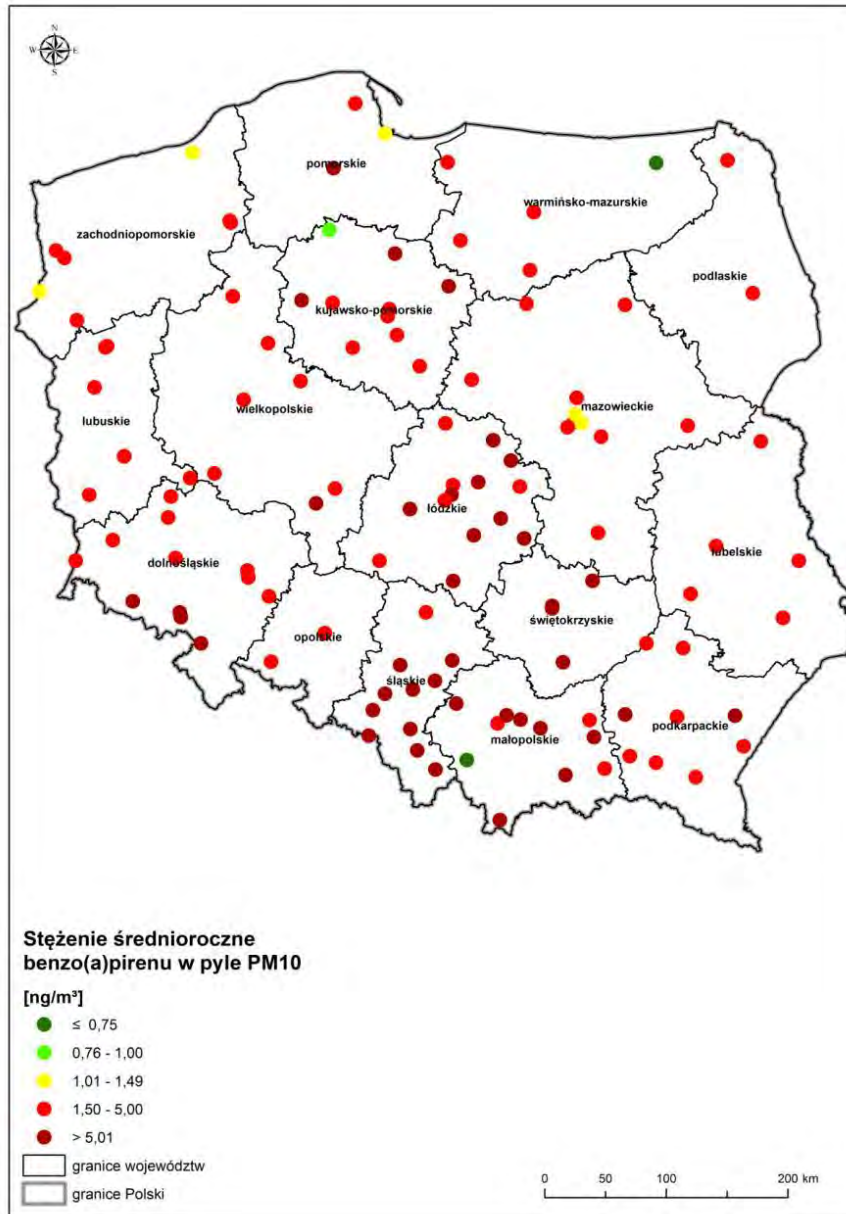 N
W E
S
pomorskie
warmińsko-mazurskie
zachodniopomorskie
podlaskie
kujawsko-pomorskie
mazowieckie
wielkopolskie
lubuskie
łódzkie
lubelskie
dolnośląskie
świętokrzyskie
opolskie
śląskie
podkarpackie
małopolskie
Stężenie średnioroczne
benzo(a)pirenu w pyle PM10
[ng/m³]
≤ 0,75
0,76 - 1,00
1,01 - 1,49
1,50 - 5,00
> 5,01
granice województw
granice Polski
0 50 100 200 km